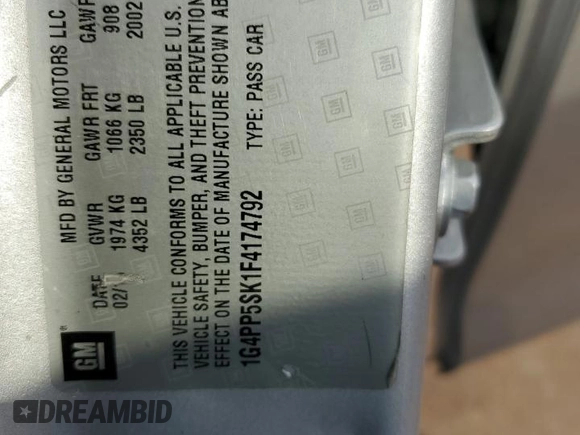 MFD BY GENERAL MOTORS LLC
DATE GVWR GAWR FRT GAWR
02/ 1974 KG 1066 KG 908
4352 LB 2350 LB 2002
THIS VEHICLE CONFORMS TO ALL APPLICABLE U.S.
VEHICLE SAFETY, BUMPER, AND THEFT PREVENTION
EFFECT ON THE DATE OF MANUFACTURE SHOWN AB
1G4PP5SK1F4174792 TYPE: PASS CAR
GM
DREAMBID